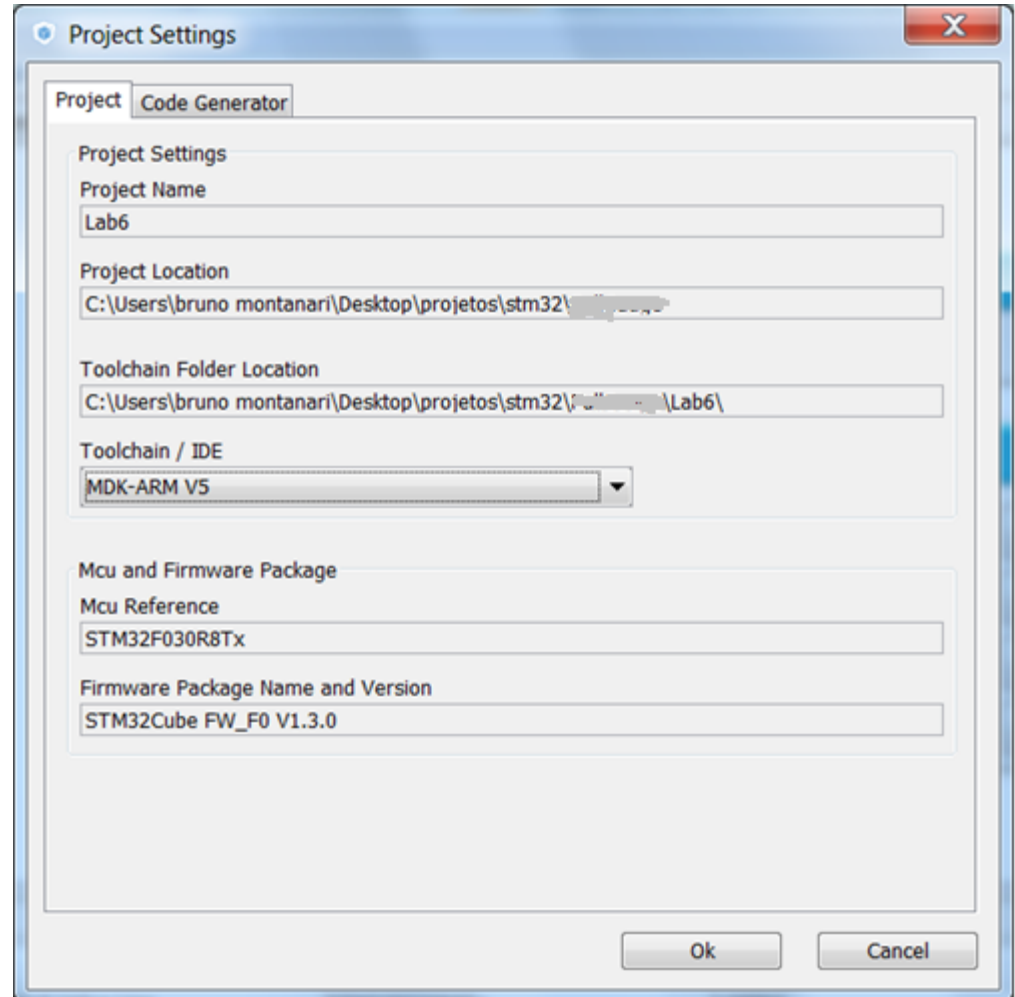 Project Settings
Project Code Generator
Project Settings
Project Name
Lab6
Project Location
C:\Users\bruno montanari\Desktop\projetos\stm32\
Toolchain Folder Location
C:\Users\bruno montanari\Desktop\projetos\stm32\ \Lab6\
Toolchain / IDE
MDK-ARM V5
Mcu and Firmware Package
Mcu Reference
STM32F030R8Tx
Firmware Package Name and Version
STM32Cube FW_F0 V1.3.0
Ok Cancel